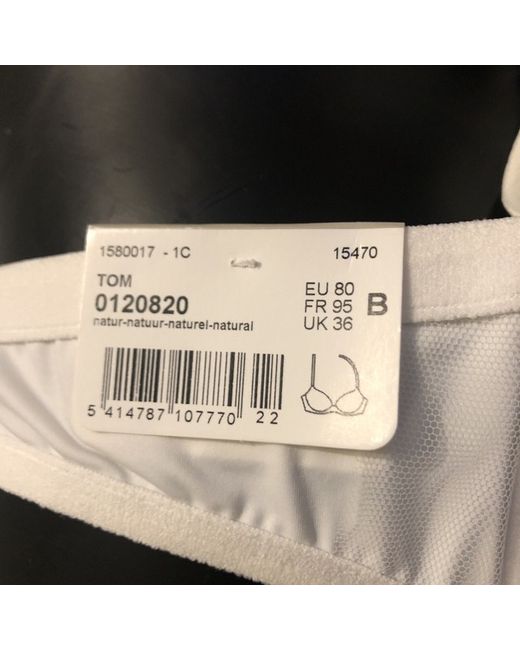 1580017 - 1C 15470
TOM
0120820
natur-natuur-naturel-natural
EU 80
FR 95 B
UK 36
5 414787 107770 22